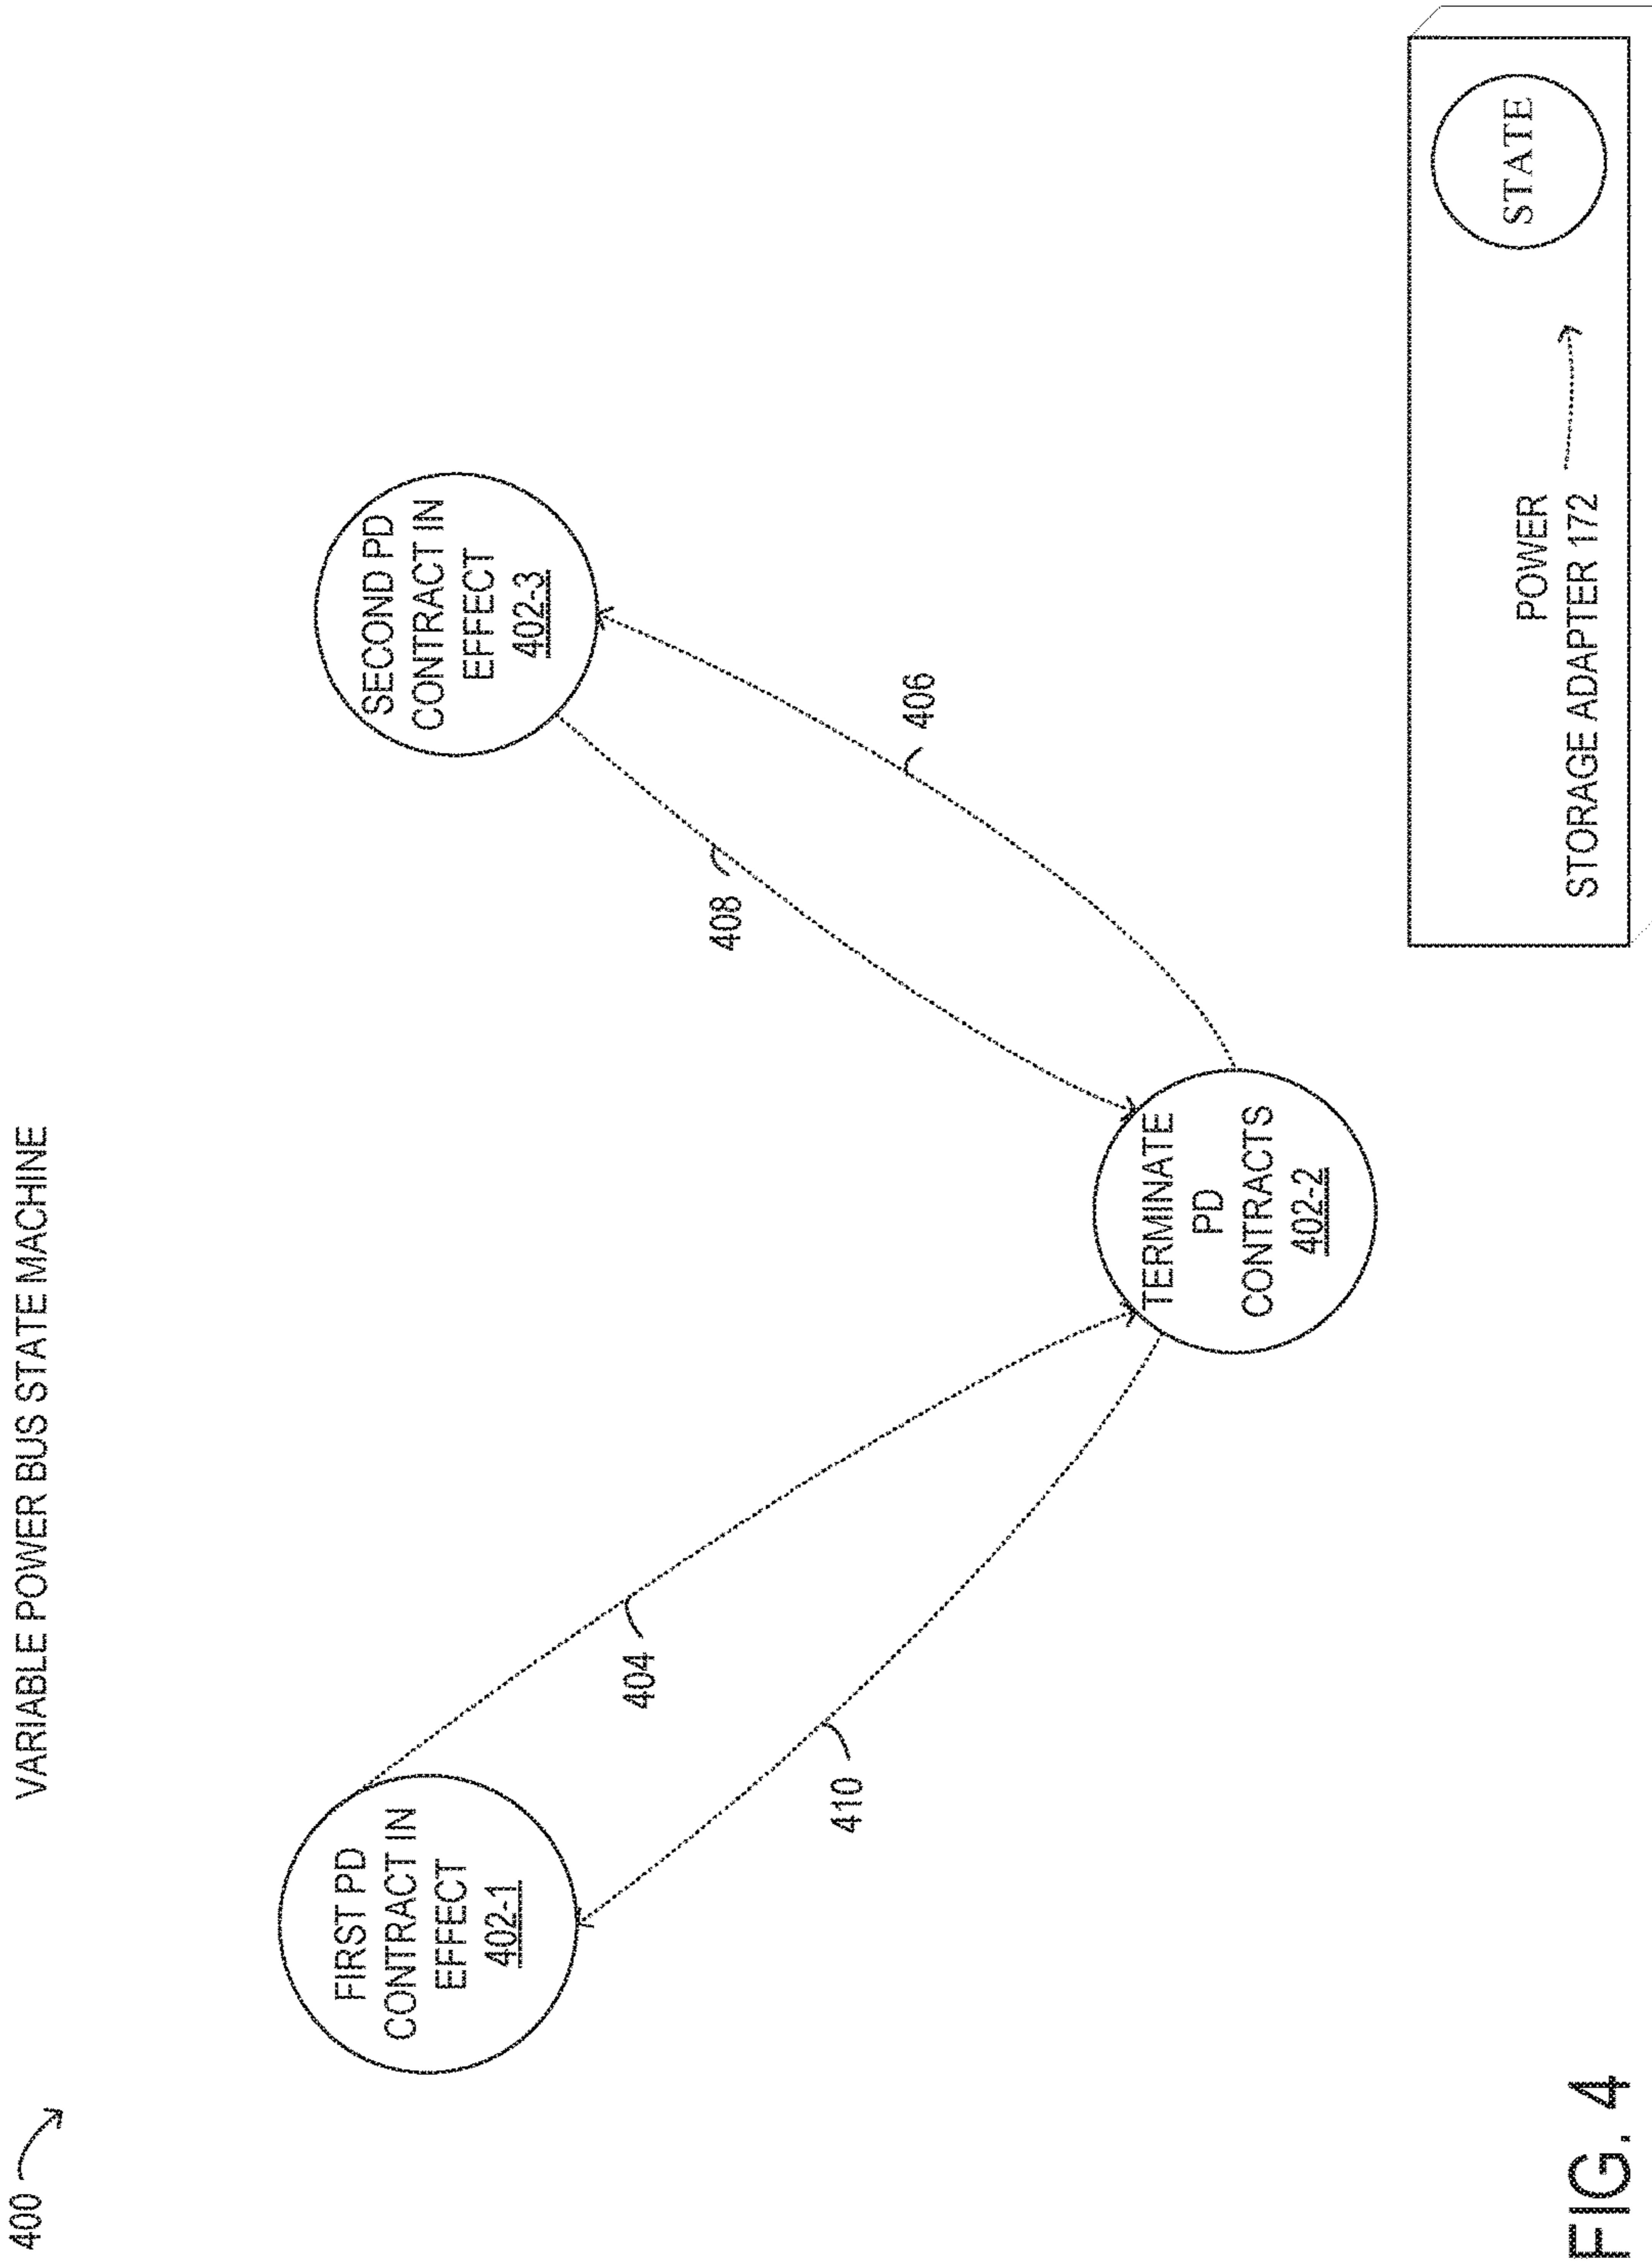 400
VARIABLE POWER BUS STATE MACHINE
FIRST PD
CONTRACT IN
EFFECT
402-1
SECOND PD
CONTRACT IN
EFFECT
402-3
404
408
410
406
TERMINATE
PD
CONTRACTS
402-2
POWER
STORAGE ADAPTER 172
STATE
FIG. 4